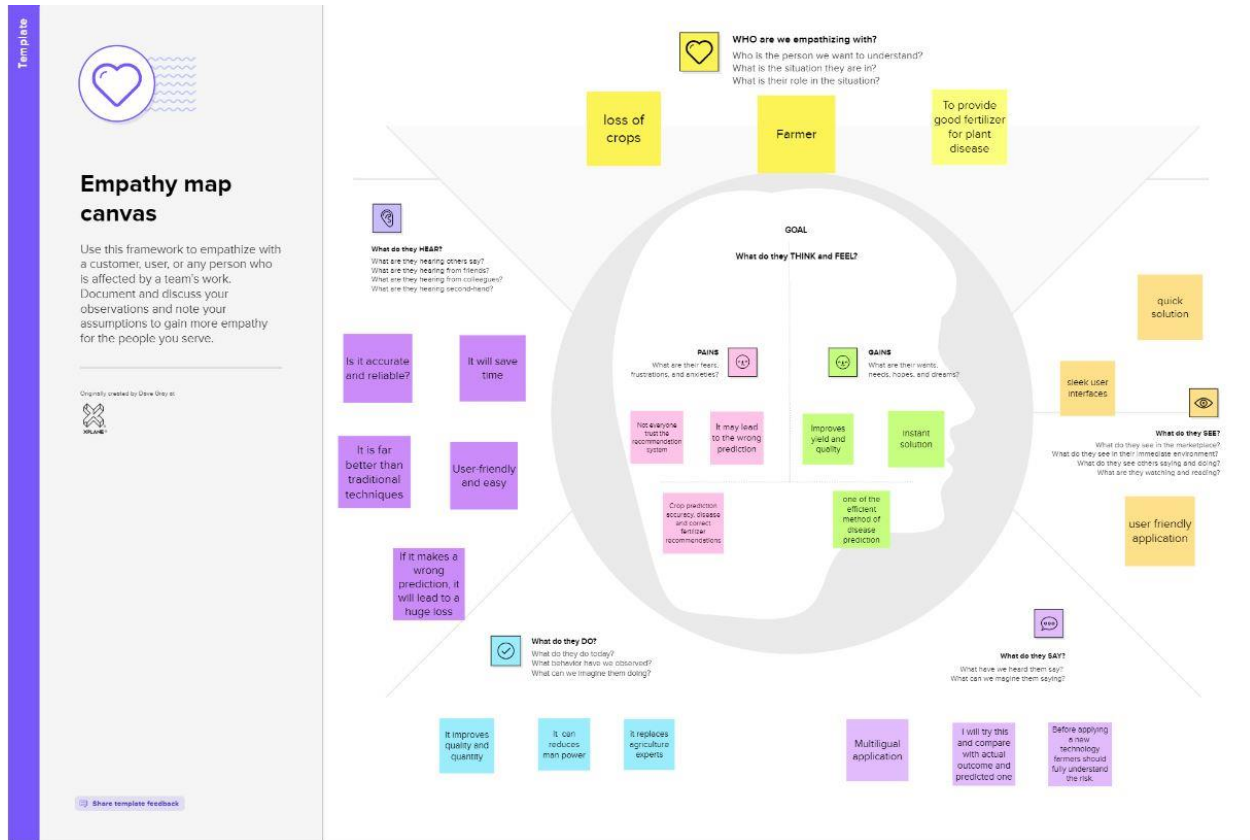 Template
Empathy map
canvas
Use this framework to empathize with
a customer, user, or any person who
is affected by a team's work.
Document and discuss your
observations and note your
assumptions to gain more empathy
for the people you serve.
Originally created by Dave Gray at
XPLANE
Share template feedback
WHO are we empathizing with?
Who is the person we want to understand?
What is the situation they are in?
What is their role in the situation?
loss of
crops
Farmer
To provide
good fertilizer
for plant
disease
What do they HEAR?
What are they hearing others say?
What are they hearing from friends?
What are they hearing from colleagues?
What are they hearing second-hand?
Is it accurate
and reliable?
It will save
time
It is far
better than
traditional
techniques
User-friendly
and easy
If it makes a
wrong
prediction, it
will lead to a
huge loss
GOAL
What do they THINK and FEEL?
PAINS
What are their fears,
frustrations, and anxieties?
Not everyone
trust the
recommendation
system
It may lead
to the wrong
prediction
Crop prediction
accuracy, disease
and correct
fertilizer
recommendations
GAINS
What are their wants,
needs, hopes, and dreams?
Improves
yield and
quality
instant
solution
one of the
efficient
method of
disease
prediction
quick
solution
sleek user
interfaces
What do they SEE?
What do they see in the marketplace?
What do they see in their immediate environment?
What do they see others saying and doing?
What are they watching and reading?
user friendly
application
What do they DO?
What do they do today?
What behavior have we observed?
What can we imagine them doing?
It improves
quality and
quantity
It can
reduces
man power
It replaces
agriculture
experts
What do they SAY?
What have we heard them say?
What can we magine them saying?
Multiligual
application
I will try this
and compare
with actual
outcome and
predicted one
Before applying
a new
technology
farmers should
fully understand
the risk.